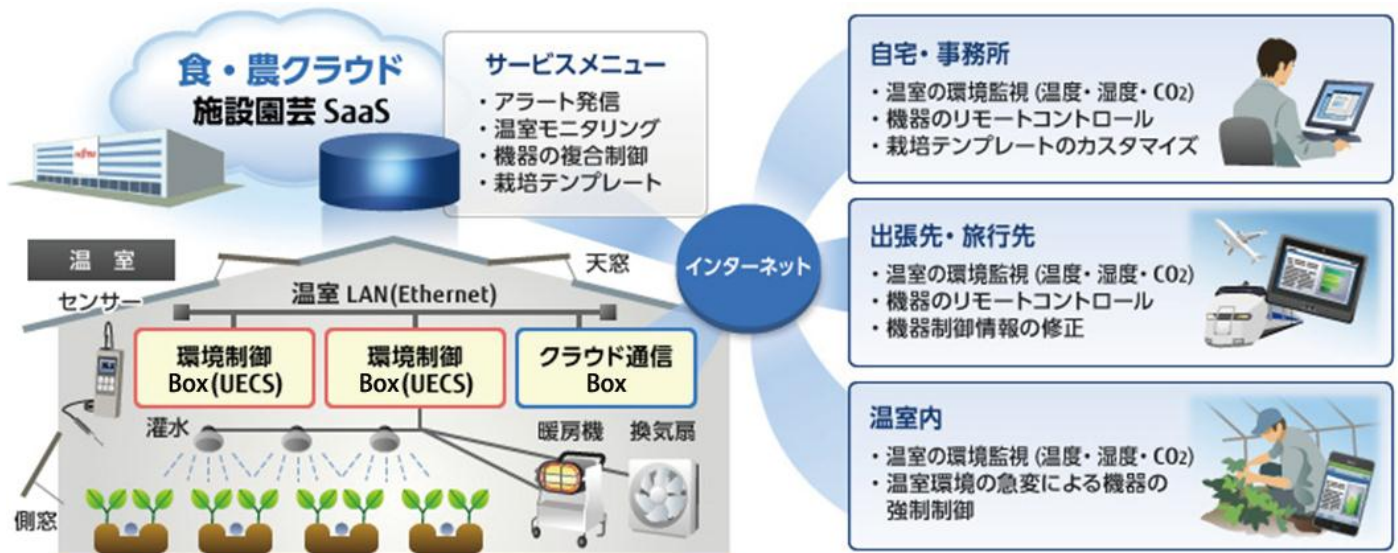 食・農クラウド
施設園芸 SaaS
FUJITSU
サービスメニュー
・アラート発信
・温室モニタリング
・機器の複合制御
・栽培テンプレート
温 室
センサー
天窓
温室 LAN(Ethernet)
環境制御
Box(UECS)
環境制御
Box(UECS)
クラウド通信
Box
灌水
暖房機
換気扇
側窓
インターネット
自宅・事務所
・温室の環境監視 (温度・湿度・CO2)
・機器のリモートコントロール
・栽培テンプレートのカスタマイズ
出張先・旅行先
・温室の環境監視 (温度・湿度・CO2)
・機器のリモートコントロール
・機器制御情報の修正
温室内
・温室の環境監視 (温度・湿度・CO2)
・温室環境の急変による機器の
強制制御